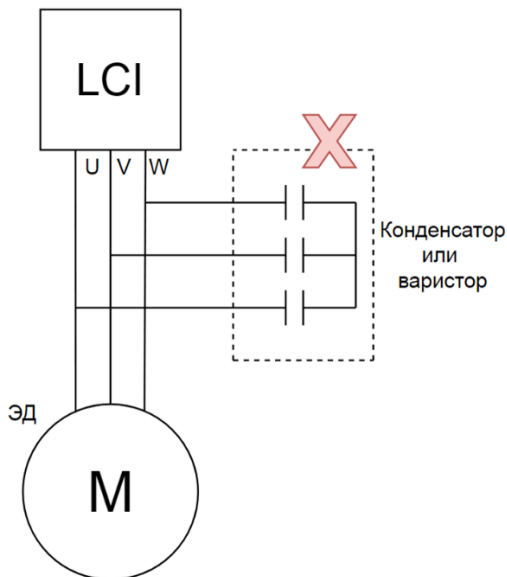 LCI
U V W
Конденсатор
или
варистор
ЭД
M